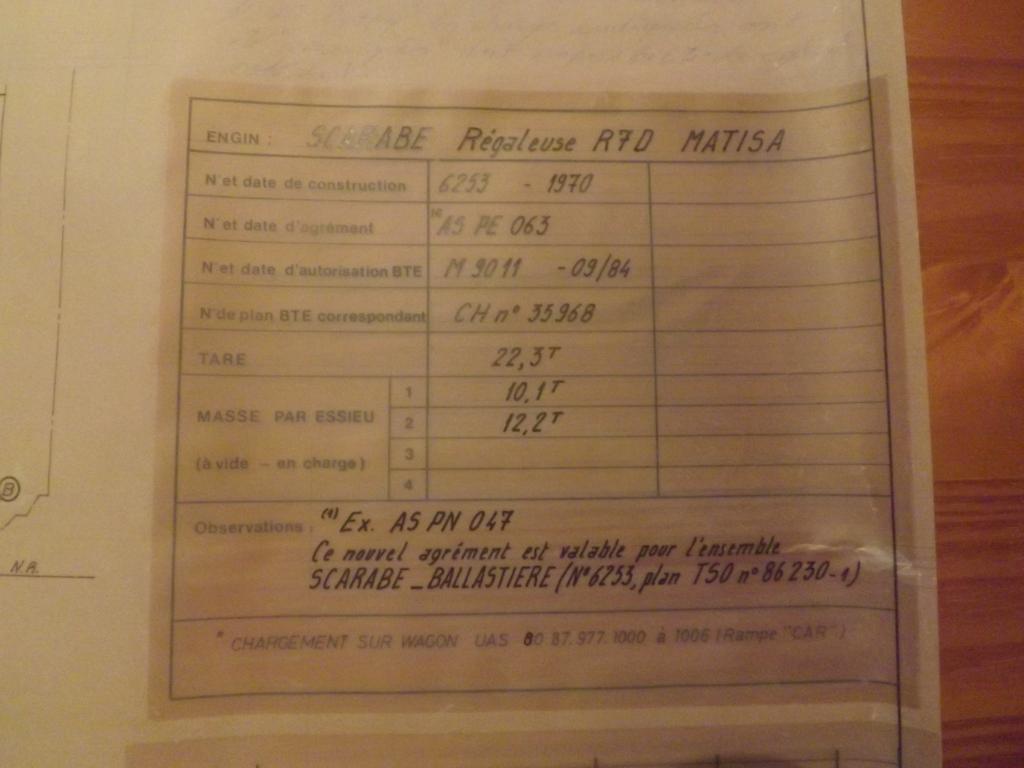 ENGIN : SCARABE Régaleuse R7D MATISA
N° et date de construction 6253 - 1970
N° et date d'agrément (1) AS PE 063
N° et date d'autorisation BTE M 9011 - 09/84
N° de plan BTE correspondant CH n° 35968
TARE 22,3T
MASSE PAR ESSIEU
(à vide - en charge)
1 10,1T
2 12,2T
3
4
Observations : (1) Ex. AS PN 047
Ce nouvel agrément est valable pour l'ensemble
SCARABE_BALLASTIERE (N°6253, plan TSO n° 86230-1)
* CHARGEMENT SUR WAGON UAS 80 87.977.1000 à 1006 (Rampe "CAR")
B
N.R.